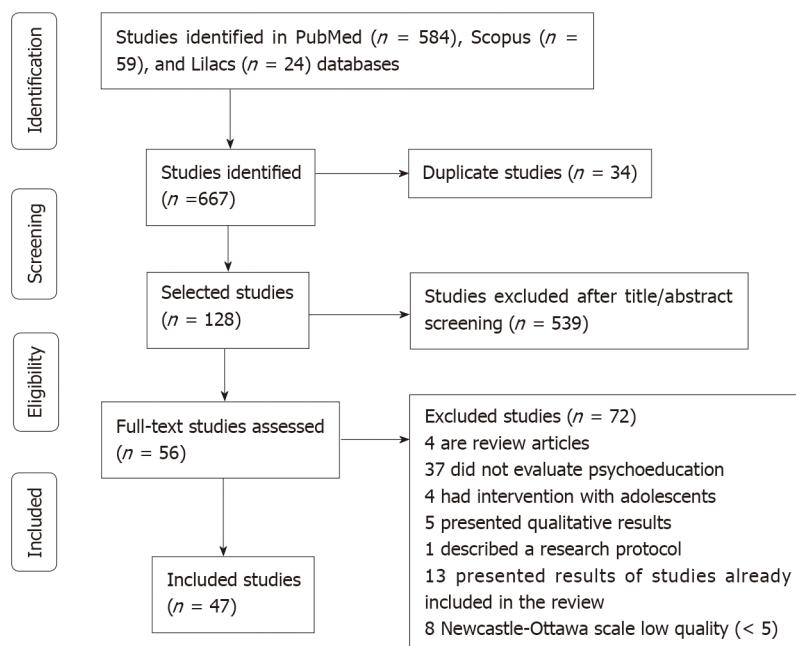 Identification
Studies identified in PubMed (n = 584), Scopus (n =
59), and Lilacs (n = 24) databases
Studies identified
(n =667)
Duplicate studies (n = 34)
Screening
Selected studies
(n = 128)
Studies excluded after title/abstract
screening (n = 539)
Eligibility
Full-text studies assessed
(n = 56)
Excluded studies (n = 72)
4 are review articles
37 did not evaluate psychoeducation
4 had intervention with adolescents
5 presented qualitative results
1 described a research protocol
13 presented results of studies already
included in the review
8 Newcastle-Ottawa scale low quality (< 5)
Included
Included studies
(n = 47)